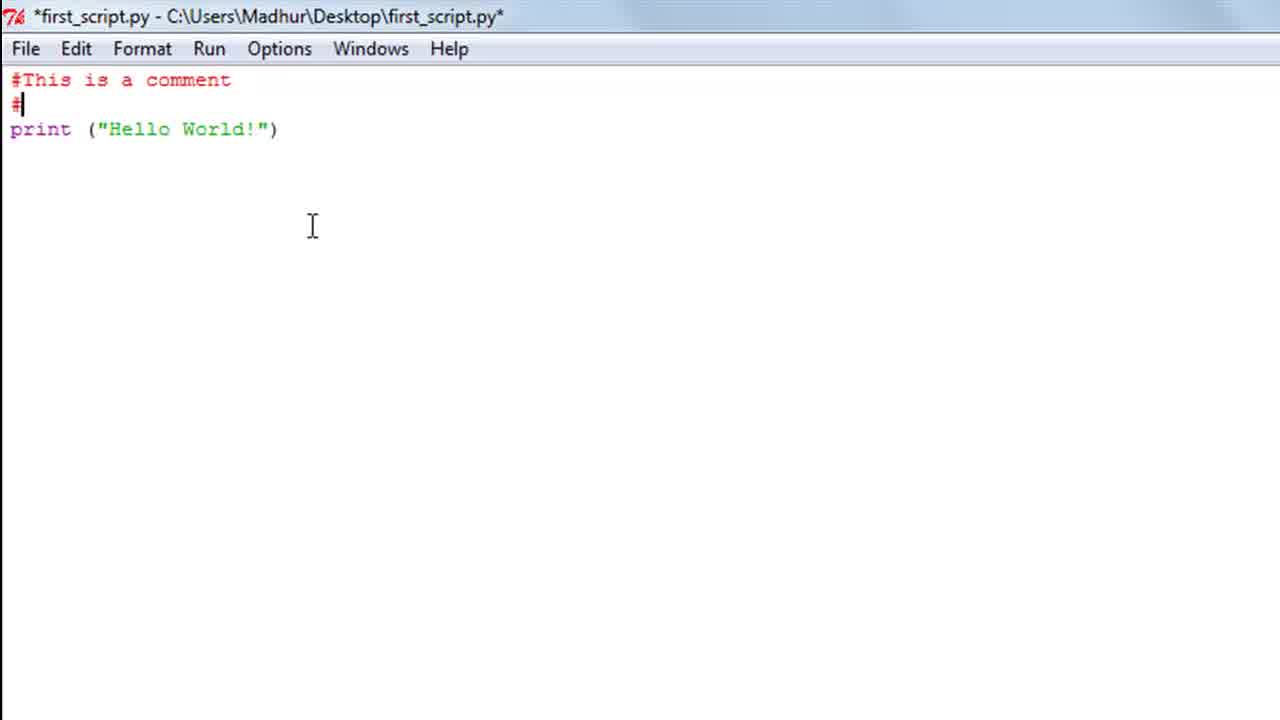 *first_script.py - C:\Users\Madhur\Desktop\first_script.py*
File Edit Format Run Options Windows Help
#This is a comment
#
print ("Hello World!")